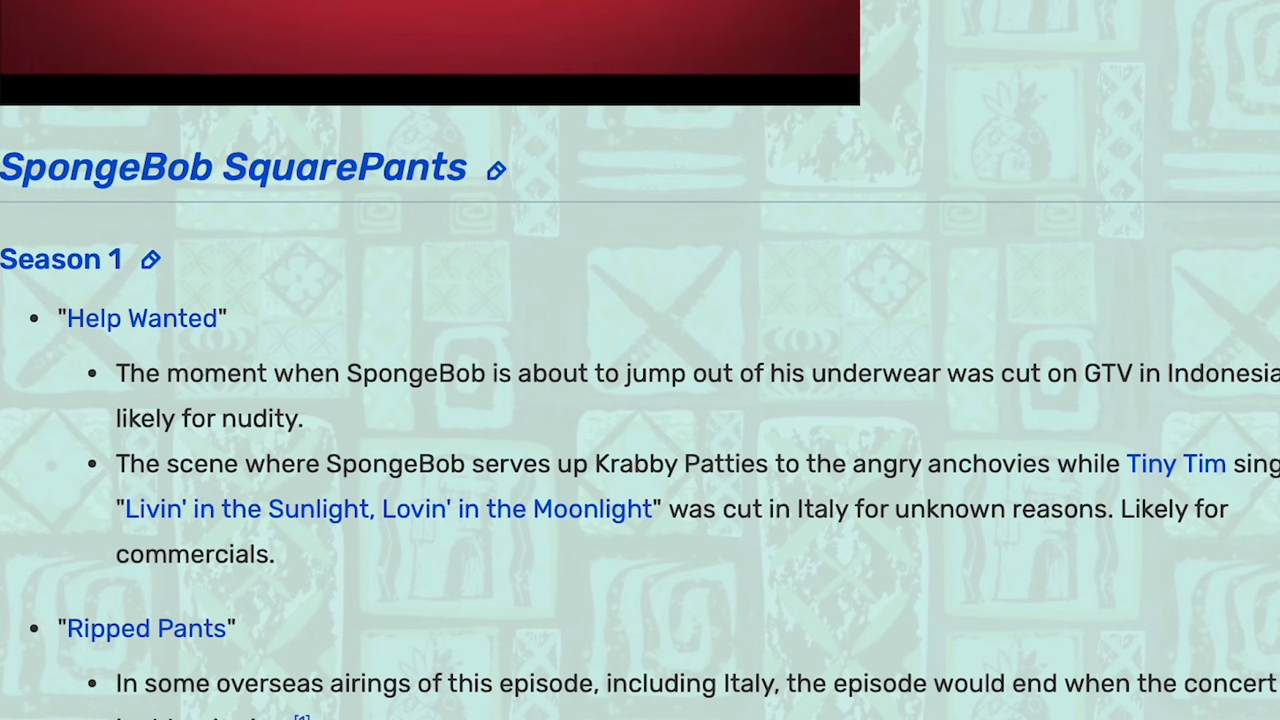 SpongeBob SquarePants
Season 1
"Help Wanted"
The moment when SpongeBob is about to jump out of his underwear was cut on GTV in Indonesia
likely for nudity.
The scene where SpongeBob serves up Krabby Patties to the angry anchovies while Tiny Tim sing
"Livin' in the Sunlight, Lovin' in the Moonlight" was cut in Italy for unknown reasons. Likely for
commercials.
"Ripped Pants"
In some overseas airings of this episode, including Italy, the episode would end when the concert
[1]